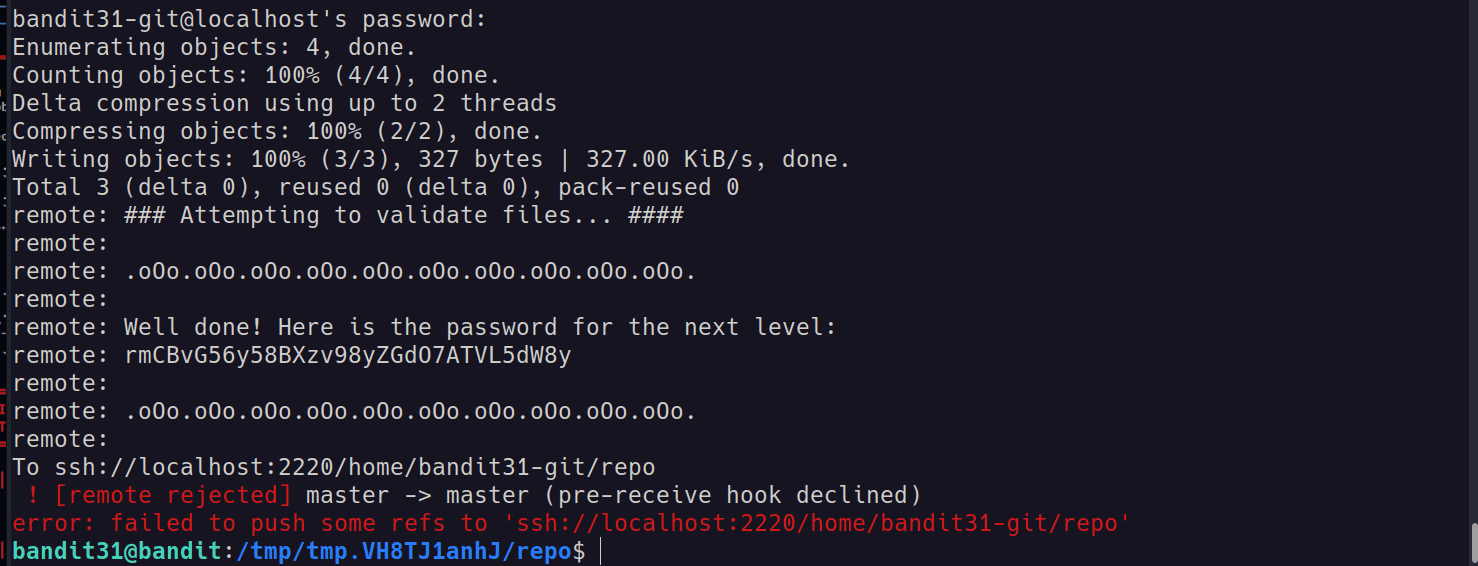 bandit31-git@localhost's password:
Enumerating objects: 4, done.
Counting objects: 100% (4/4), done.
Delta compression using up to 2 threads
Compressing objects: 100% (2/2), done.
Writing objects: 100% (3/3), 327 bytes | 327.00 KiB/s, done.
Total 3 (delta 0), reused 0 (delta 0), pack-reused 0
remote: ### Attempting to validate files... ####
remote:
remote: .oOo.oOo.oOo.oOo.oOo.oOo.oOo.oOo.oOo.oOo.
remote:
remote: Well done! Here is the password for the next level:
remote: rmCBvG56y58BXzv98yZGdO7ATVL5dW8y
remote:
remote: .oOo.oOo.oOo.oOo.oOo.oOo.oOo.oOo.oOo.oOo.
remote:
To ssh://localhost:2220/home/bandit31-git/repo
 ! [remote rejected] master -> master (pre-receive hook declined)
error: failed to push some refs to 'ssh://localhost:2220/home/bandit31-git/repo'
bandit31@bandit:/tmp/tmp.VH8TJ1anhJ/repo$